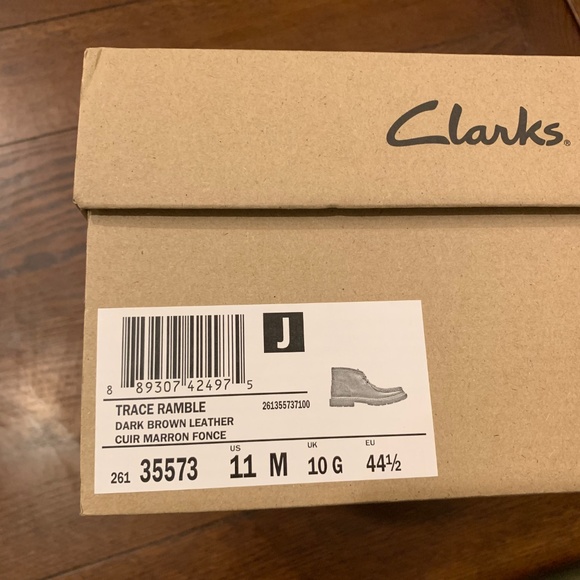 Clarks®
J
8 89307 42497 5
TRACE RAMBLE 261355737100
DARK BROWN LEATHER
CUIR MARRON FONCE
US UK EU
261 35573 11 M 10 G 44½